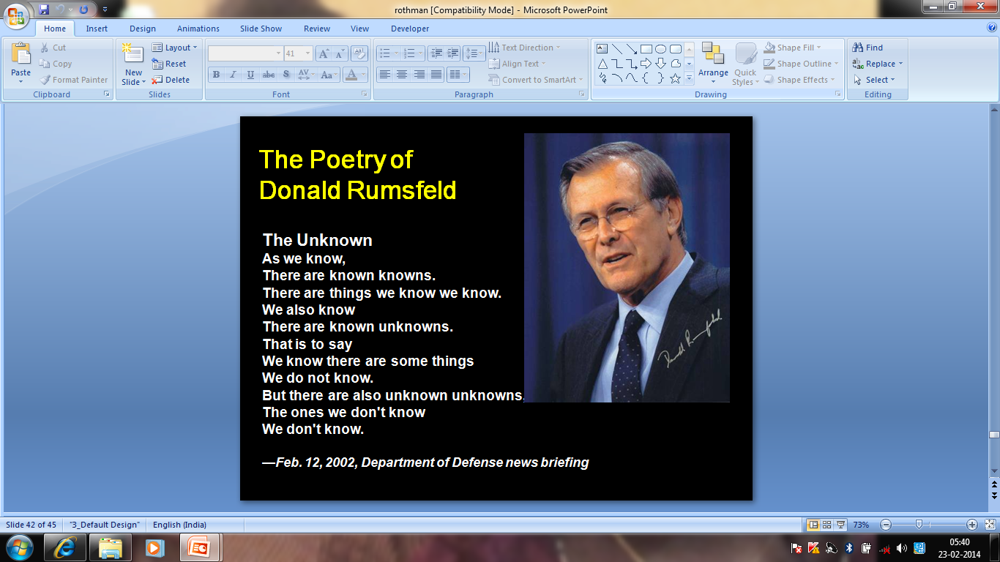 rothman [Compatibility Mode] - Microsoft PowerPoint
Home Insert Design Animations Slide Show Review View Developer
Paste
Cut
Copy
Format Painter
Clipboard
New Slide
Layout
Reset
Delete
Slides
41
B I U abc S AV Aa A
Font
Paragraph
Text Direction
Align Text
Convert to SmartArt
Arrange
Quick Styles
Shape Fill
Shape Outline
Shape Effects
Drawing
Find
Replace
Select
Editing
The Poetry of
Donald Rumsfeld
The Unknown
As we know,
There are known knowns.
There are things we know we know.
We also know
There are known unknowns.
That is to say
We know there are some things
We do not know.
But there are also unknown unknowns,
The ones we don't know
We don't know.
—Feb. 12, 2002, Department of Defense news briefing
Donald Rumsfeld
Slide 42 of 45 "3_Default Design" English (India) 73%
05:40
23-02-2014